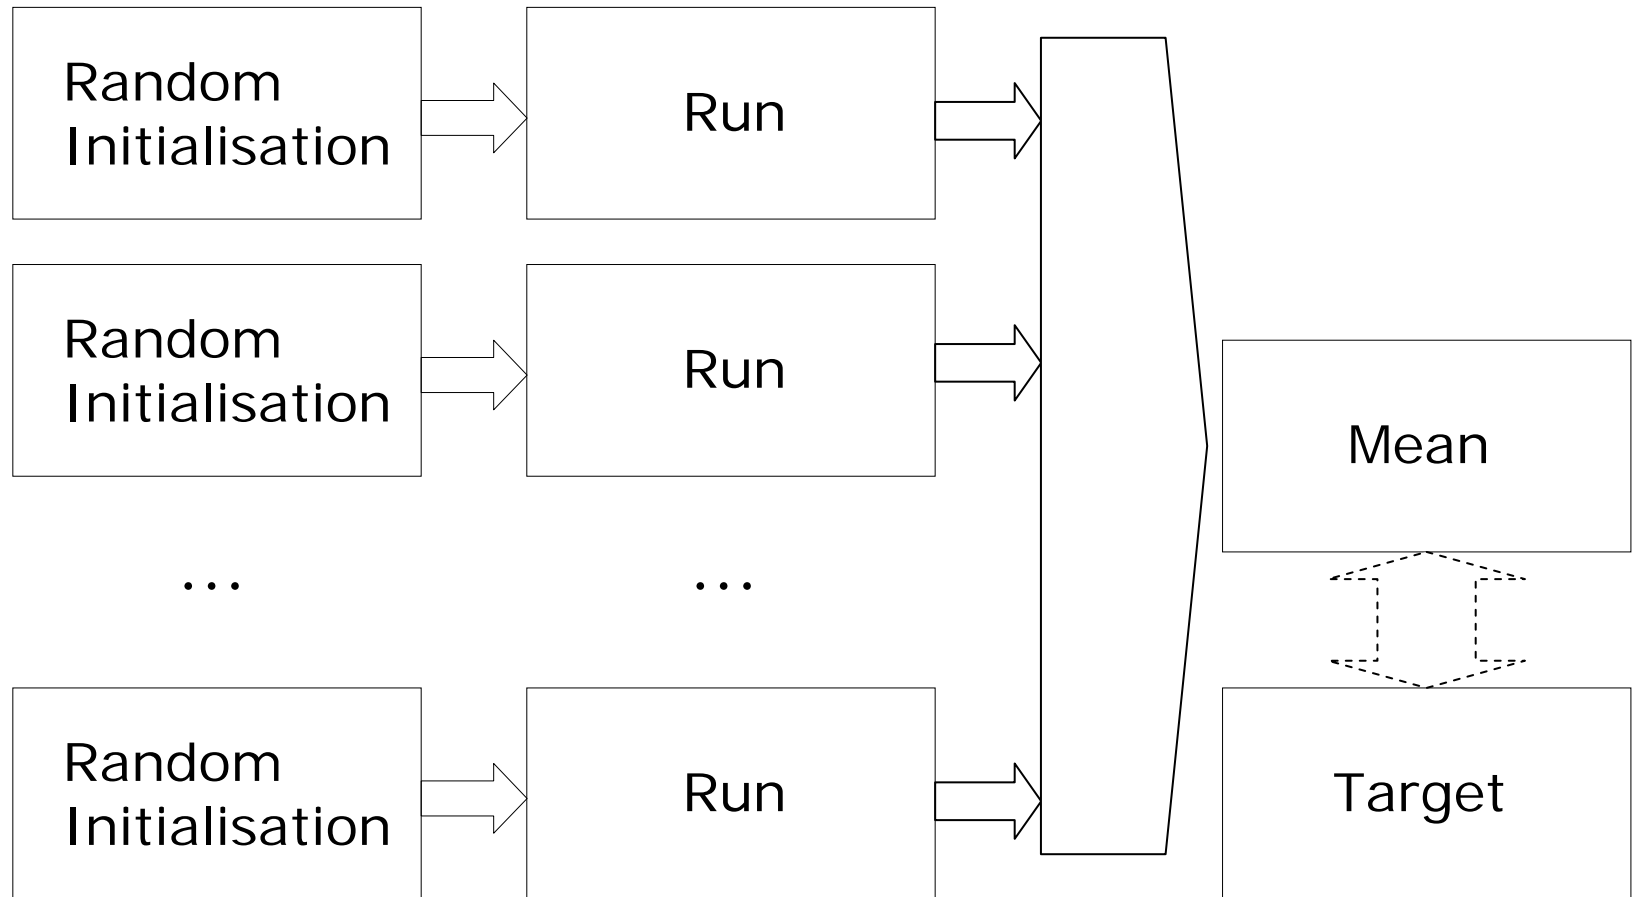 Random
Initialisation
Run
Random
Initialisation
Run
Mean
...
...
Random
Initialisation
Run
Target